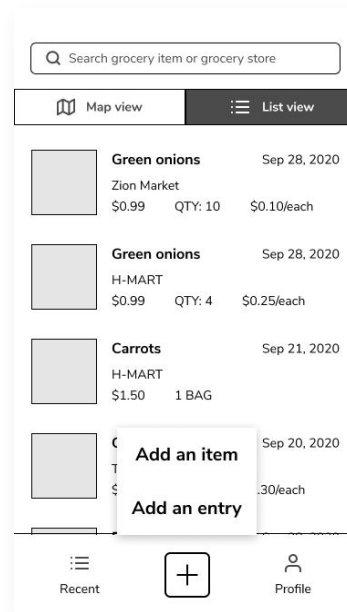 Search grocery item or grocery store
Map view
List view
Green onions Sep 28, 2020
Zion Market
$0.99 QTY: 10 $0.10/each
Green onions Sep 28, 2020
H-MART
$0.99 QTY: 4 $0.25/each
Carrots Sep 21, 2020
H-MART
$1.50 1 BAG
Sep 20, 2020
.30/each
Add an item
Add an entry
Recent
Profile